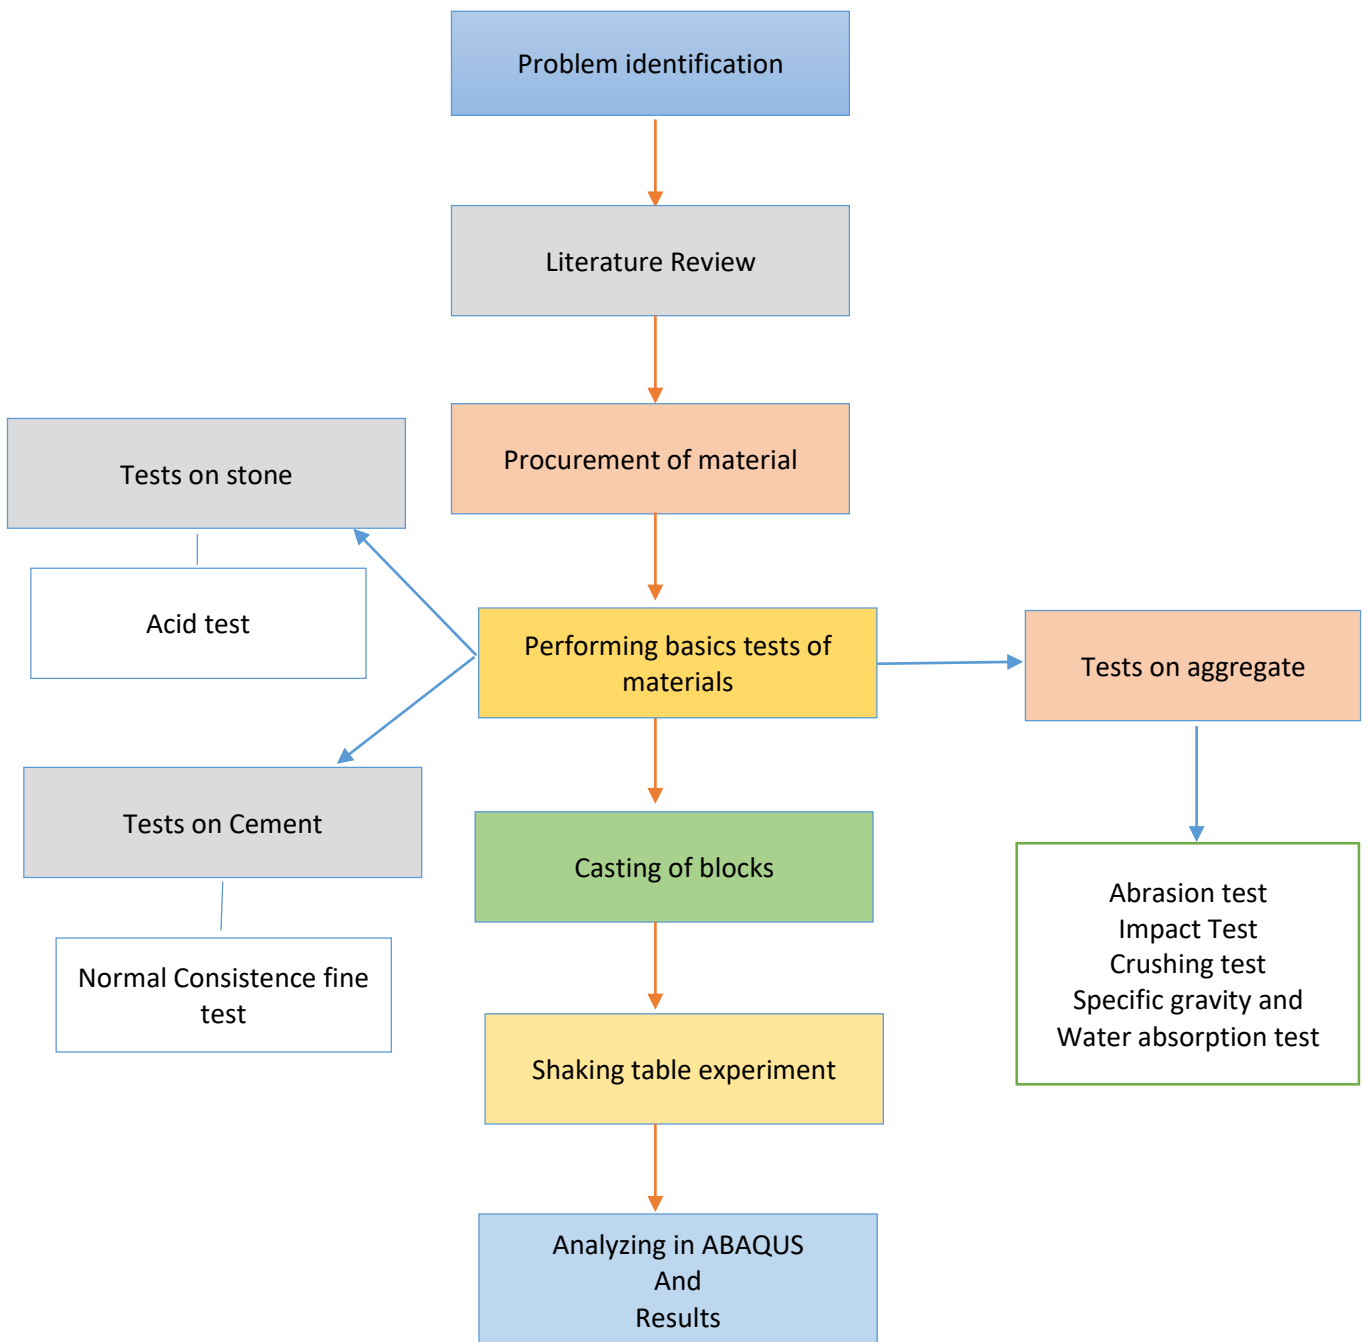 Problem identification
Literature Review
Procurement of material
Tests on stone
Acid test
Performing basics tests of
materials
Tests on aggregate
Tests on Cement
Normal Consistence fine
test
Casting of blocks
Abrasion test
Impact Test
Crushing test
Specific gravity and
Water absorption test
Shaking table experiment
Analyzing in ABAQUS
And
Results